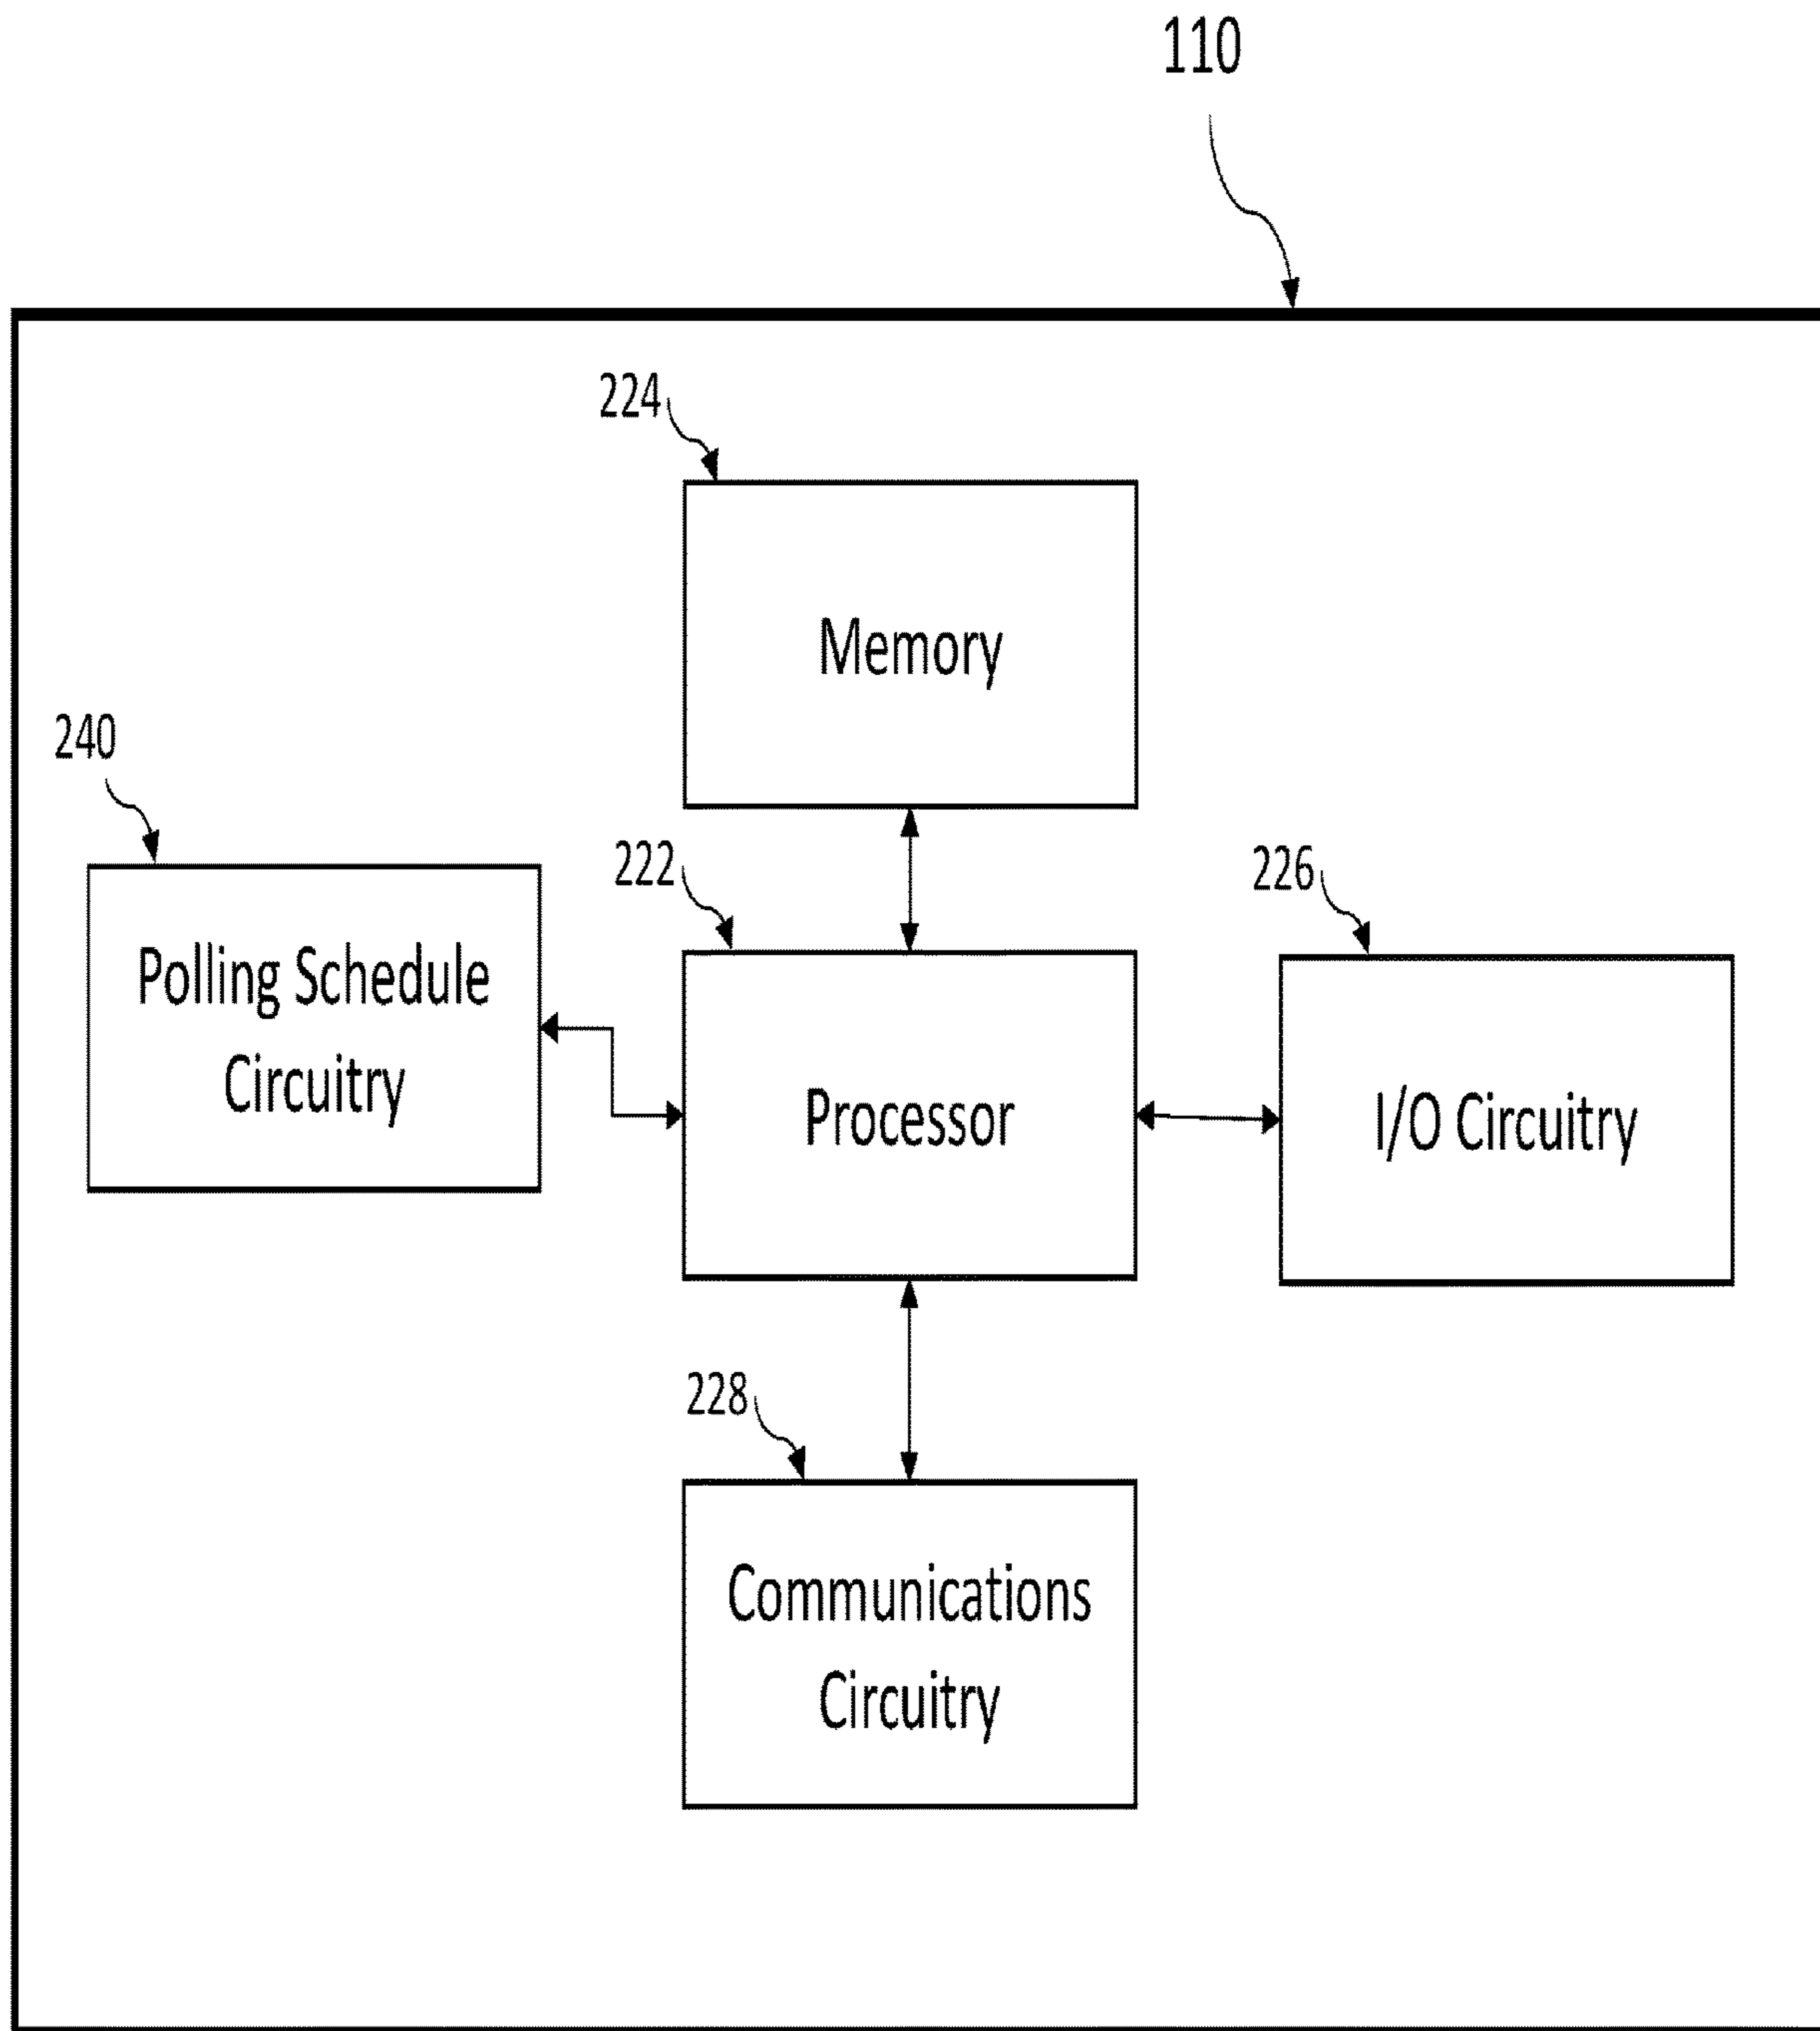 110
224
Memory
240
222
226
Polling Schedule
Circuitry
Processor
I/O Circuitry
228
Communications
Circuitry